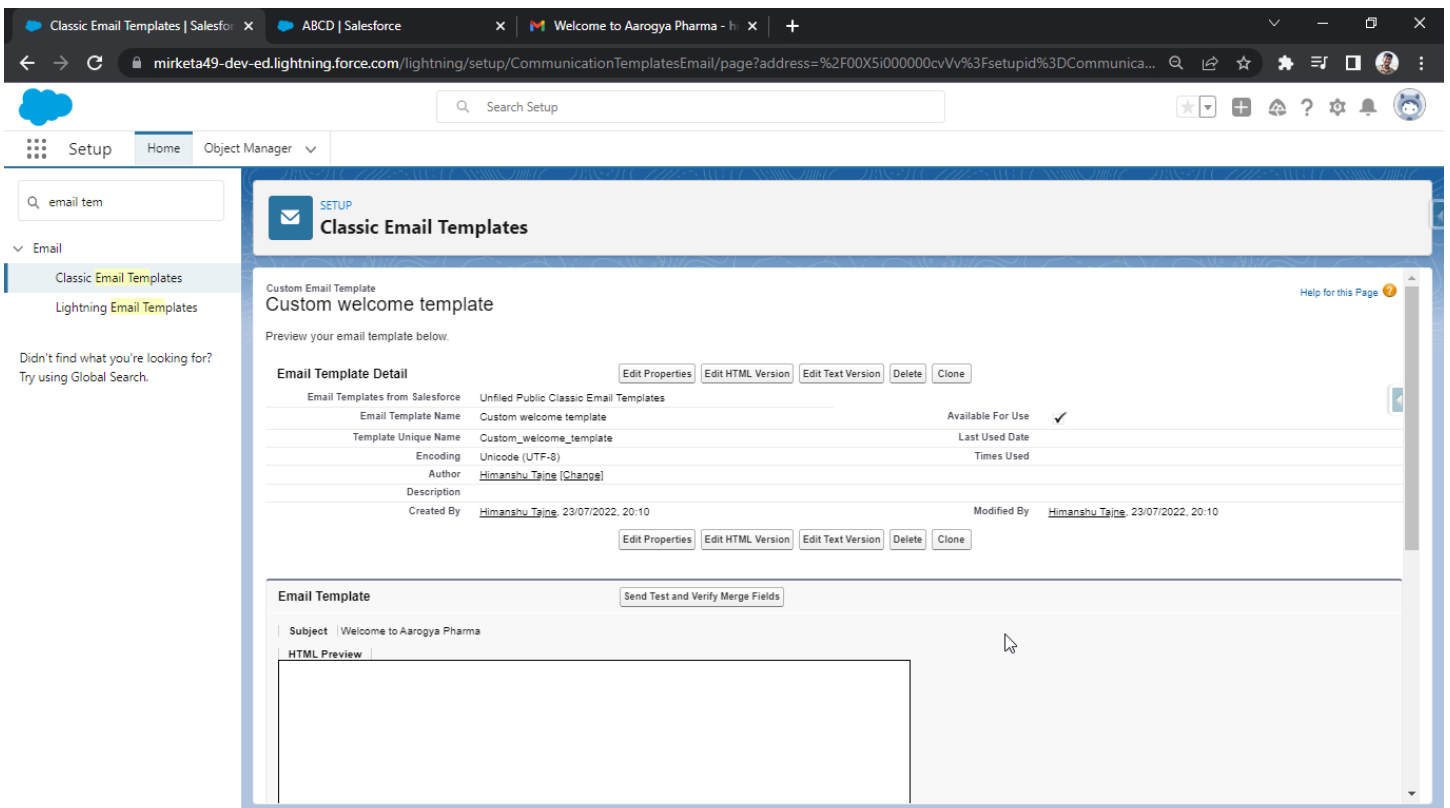 Classic Email Templates | Salesfor
ABCD | Salesforce
Welcome to Aarogya Pharma - hi
mirketa49-dev-ed.lightning.force.com/lightning/setup/CommunicationTemplatesEmail/page?address=%2F00X5i000000cvVv%3Fsetupid%3DCommunica...
Search Setup
Setup
Home
Object Manager
email tem
SETUP
Classic Email Templates
Email
Classic Email Templates
Lightning Email Templates
Didn't find what you're looking for?
Try using Global Search.
Custom Email Template
Custom welcome template
Help for this Page
Preview your email template below.
Email Template Detail
Edit Properties Edit HTML Version Edit Text Version Delete Clone
Email Templates from Salesforce Unfiled Public Classic Email Templates
Email Template Name Custom welcome template Available For Use
Template Unique Name Custom_welcome_template Last Used Date
Encoding Unicode (UTF-8) Times Used
Author Himanshu Tajne [Change]
Description
Created By Himanshu Tajne, 23/07/2022, 20:10 Modified By Himanshu Tajne, 23/07/2022, 20:10
Edit Properties Edit HTML Version Edit Text Version Delete Clone
Email Template Send Test and Verify Merge Fields
Subject Welcome to Aarogya Pharma
HTML Preview